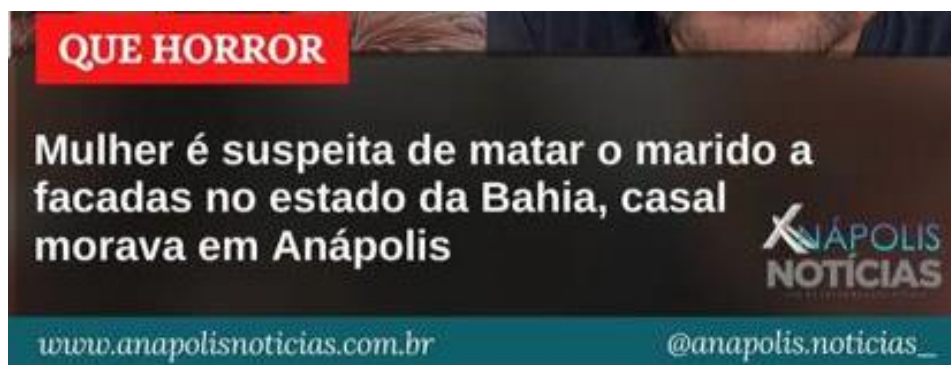 QUE HORROR
Mulher é suspeita de matar o marido a
facadas no estado da Bahia, casal
morava em Anápolis
ANÁPOLIS
NOTÍCIAS
www.anapolisnoticias.com.br
@anapolis.noticias_